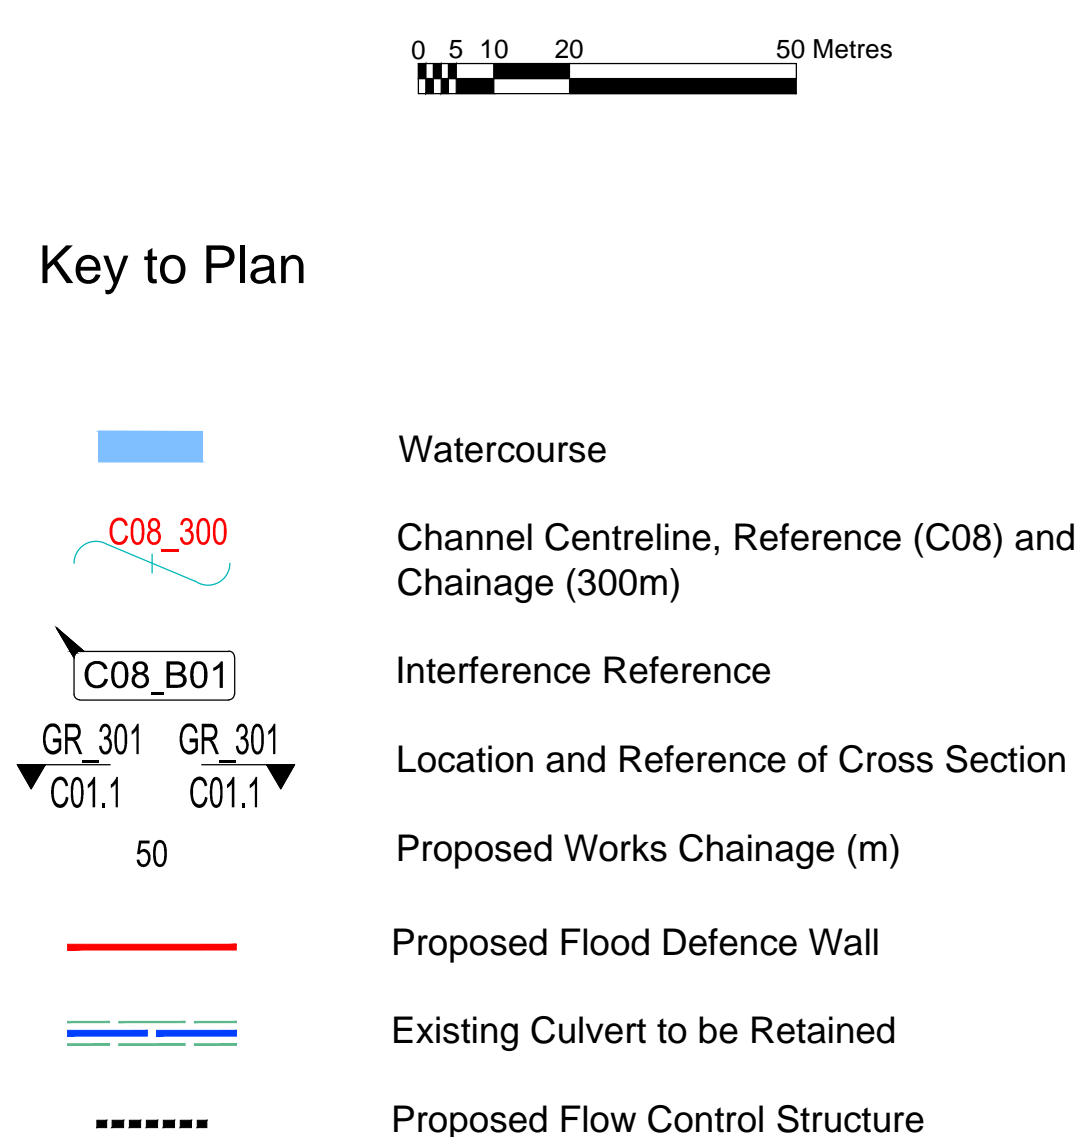 0 5 10 20 50 Metres
Key to Plan
Watercourse
C08_300
Channel Centreline, Reference (C08) and
Chainage (300m)
C08_B01
Interference Reference
GR_301 GR_301
C01.1 C01.1
Location and Reference of Cross Section
50
Proposed Works Chainage (m)
Proposed Flood Defence Wall
Existing Culvert to be Retained
Proposed Flow Control Structure